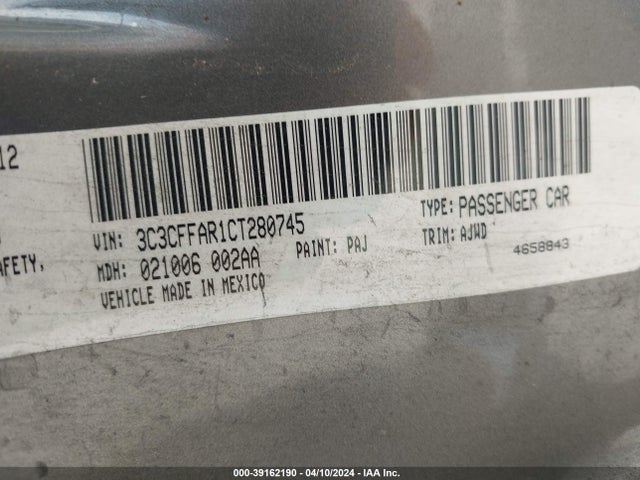 12
VIN: 3C3CFFAR1CT280745 TYPE: PASSENGER CAR
AFETY, MDH: 021006 002AA PAINT: PAJ TRIM: AJWD
VEHICLE MADE IN MEXICO 4658843
000-39162190 - 04/10/2024 - IAA Inc.